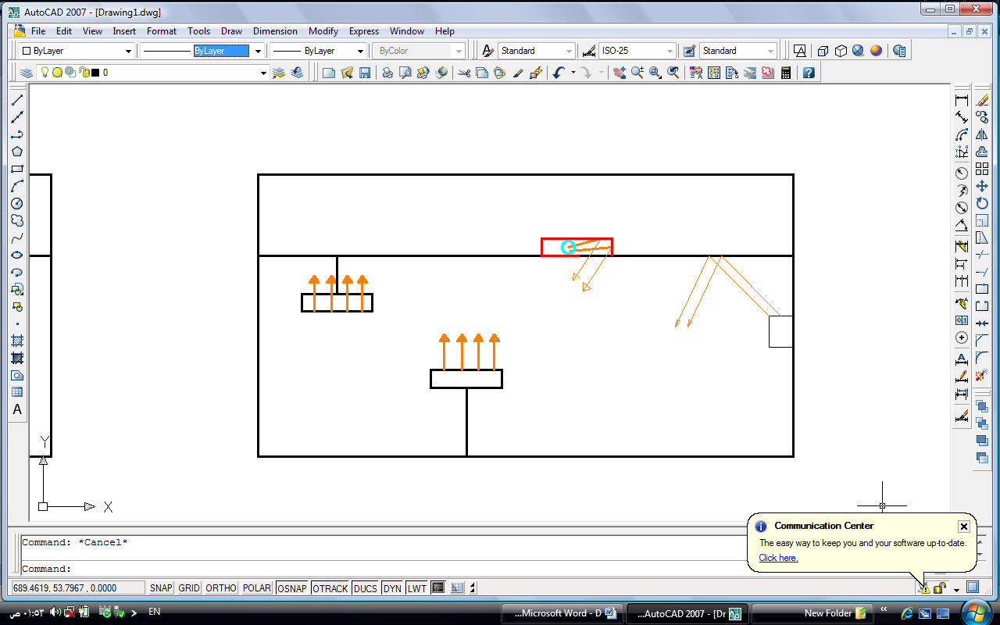 AutoCAD 2007 - [Drawing1.dwg]
File Edit View Insert Format Tools Draw Dimension Modify Express Window Help
ByLayer ByLayer ByLayer ByColor Standard ISO-25 Standard
0
A
Y
X
Command: *Cancel*
Command:
Communication Center
The easy way to keep you and your software up-to-date.
Click here.
689.4619, 53.7967 , 0.0000 SNAP GRID ORTHO POLAR OSNAP OTRACK DUCS DYN LWT
٠١:٥٣ ص EN ...Microsoft Word - D ...AutoCAD 2007 - [Dr New Folder